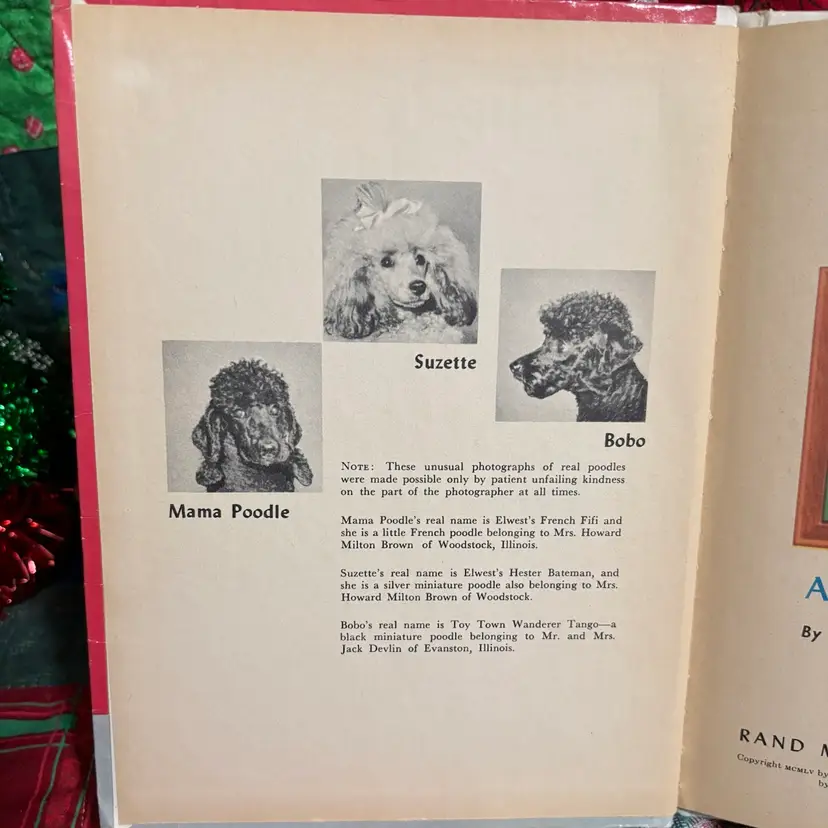 Suzette
Bobo
Mama Poodle
NOTE: These unusual photographs of real poodles
were made possible only by patient unfailing kindness
on the part of the photographer at all times.
Mama Poodle's real name is Elwest's French Fifi and
she is a little French poodle belonging to Mrs. Howard
Milton Brown of Woodstock, Illinois.
Suzette's real name is Elwest's Hester Bateman, and
she is a silver miniature poodle also belonging to Mrs.
Howard Milton Brown of Woodstock.
Bobo's real name is Toy Town Wanderer Tango—a
black miniature poodle belonging to Mr. and Mrs.
Jack Devlin of Evanston, Illinois.
A
By
RAND M
Copyright MCMLV by
by